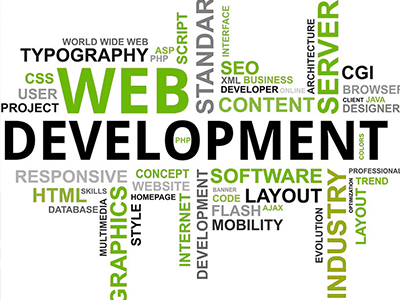 WORLD WIDE WEB
TYPOGRAPHY
ASP
PHP
SCRIPT
STANDAR
INTERFACE
ARCHITECTURE
SERVER
CSS
USER
PROJECT
WEB
SEO
XML
BUSINESS
DEVELOPER
ONLINE
CONTENT
CGI
BROWSER
CLIENT
JAVA
DESIGNER
DEVELOPMENT
PHP
COLORS
RESPONSIVE
HTML
SKILLS
DATABASE
MULTIMEDIA
GRAPHICS
STYLE
CONCEPT
WEBSITE
HOMEPAGE
INTERNET
DEVELOPMENT
SOFTWARE
BANNER
CODE
LAYOUT
FLASH
AJAX
MOBILITY
EVOLUTION
INDUSTRY
OPTIMIZATION
LAYOUT
PROFESSIONAL
TREND